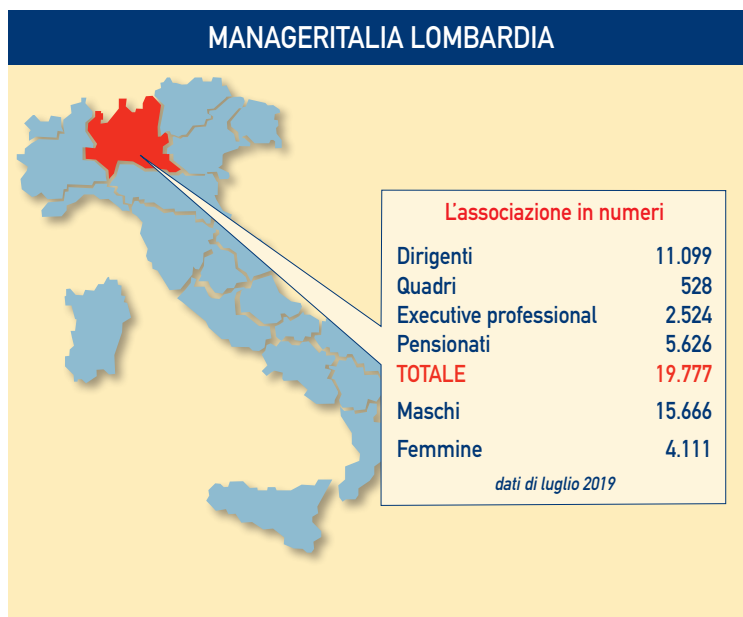 MANAGERITALIA LOMBARDIA
L'associazione in numeri
Dirigenti 11.099
Quadri 528
Executive professional 2.524
Pensionati 5.626
TOTALE 19.777
Maschi 15.666
Femmine 4.111
dati di luglio 2019